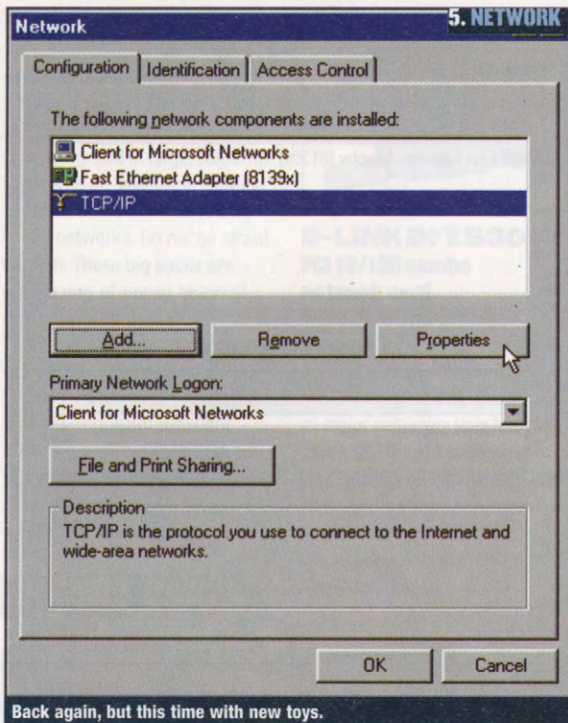 5. NETWORK
Network
Configuration Identification Access Control
The following network components are installed:
Client for Microsoft Networks
Fast Ethernet Adapter (8139x)
TCP/IP
Add... Remove Properties
Primary Network Logon:
Client for Microsoft Networks
File and Print Sharing...
Description
TCP/IP is the protocol you use to connect to the Internet and
wide-area networks.
OK Cancel
Back again, but this time with new toys.